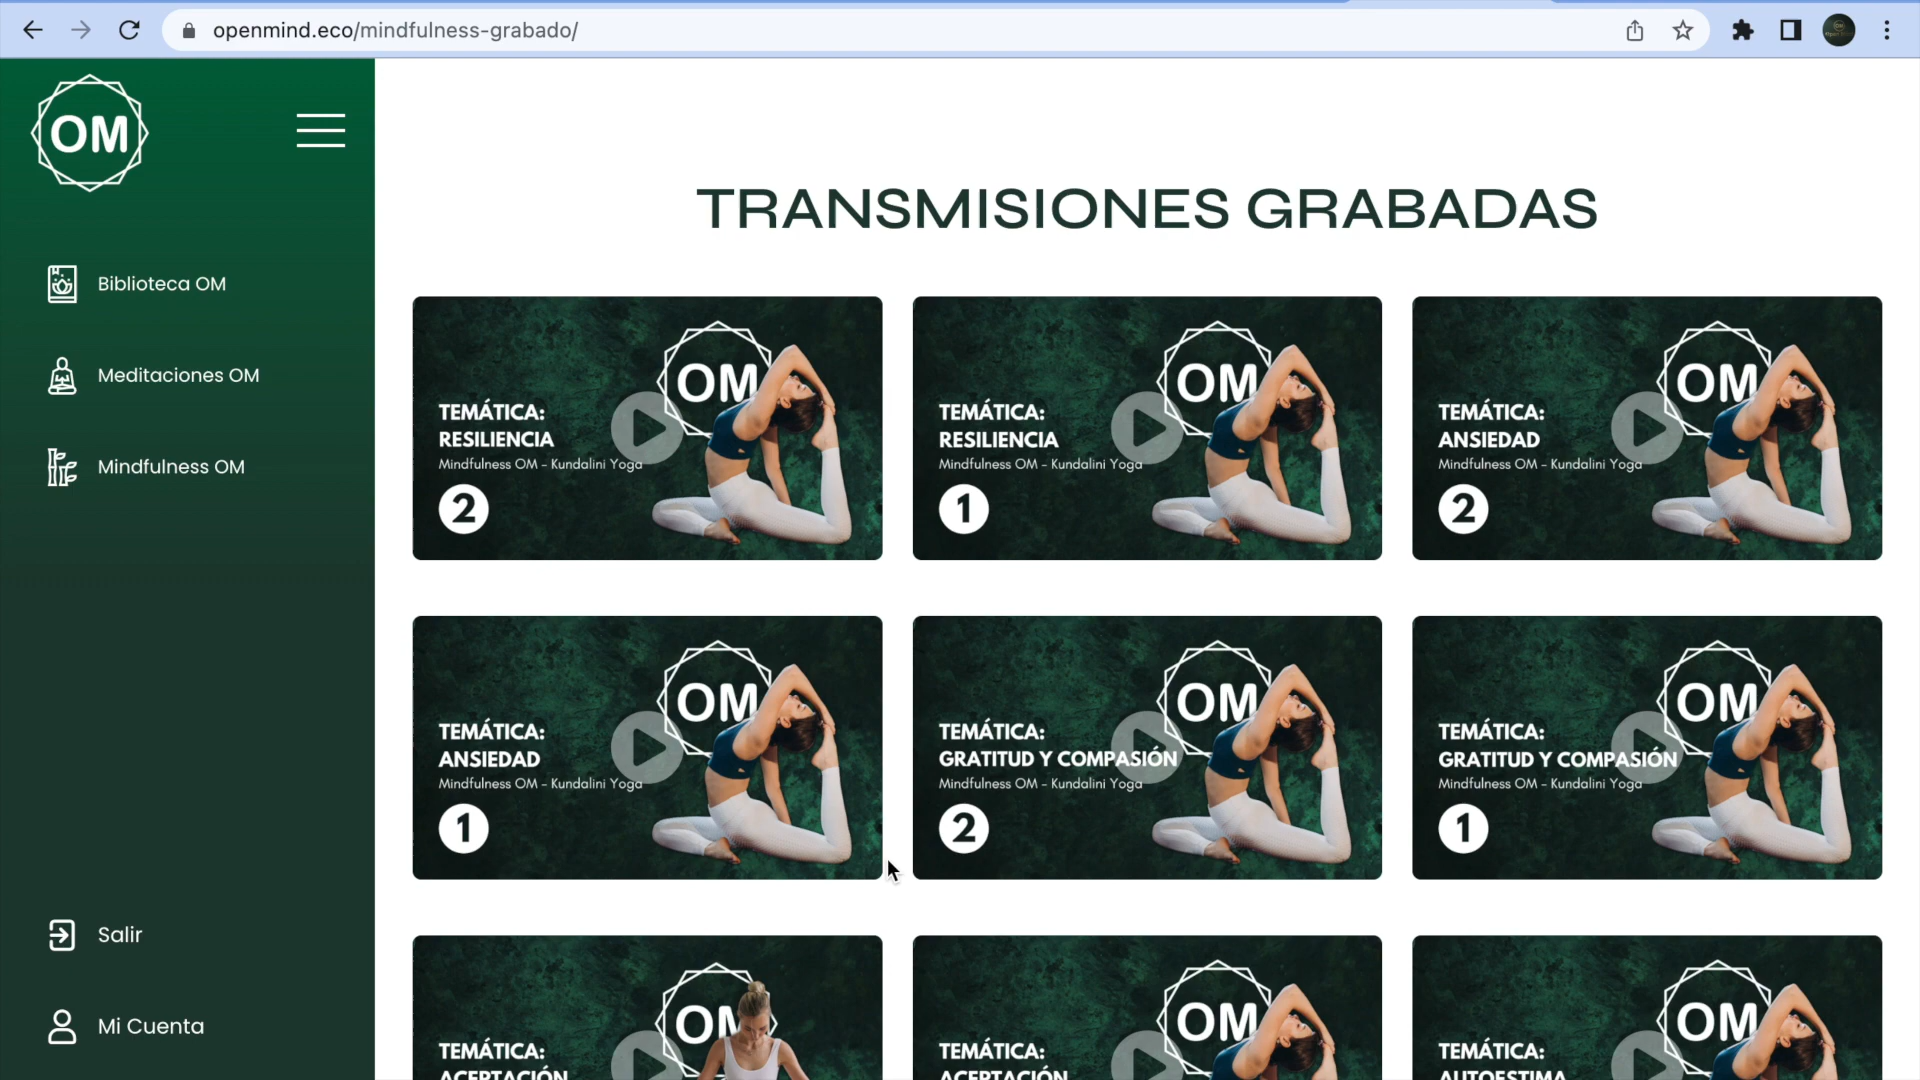 openmind.eco/mindfulness-grabado/
OM
Biblioteca OM
Meditaciones OM
Mindfulness OM
Salir
Mi Cuenta
TRANSMISIONES GRABADAS
OM
TEMÁTICA:
RESILIENCIA
Mindfulness OM - Kundalini Yoga
2
OM
TEMÁTICA:
RESILIENCIA
Mindfulness OM - Kundalini Yoga
1
OM
TEMÁTICA:
ANSIEDAD
Mindfulness OM - Kundalini Yoga
2
OM
TEMÁTICA:
ANSIEDAD
Mindfulness OM - Kundalini Yoga
1
OM
TEMÁTICA:
GRATITUD Y COMPASIÓN
Mindfulness OM - Kundalini Yoga
2
OM
TEMÁTICA:
GRATITUD Y COMPASIÓN
Mindfulness OM - Kundalini Yoga
1
OM
TEMÁTICA:
ACEPTACIÓN
OM
TEMÁTICA:
ACEPTACIÓN
OM
TEMÁTICA:
AUTOESTIMA